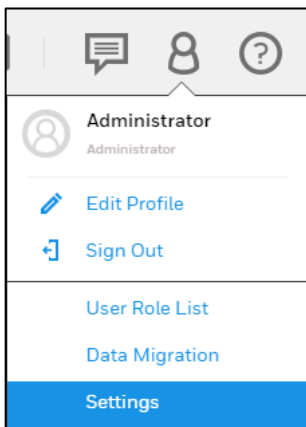 ?
Administrator
Administrator
Edit Profile
Sign Out
User Role List
Data Migration
Settings